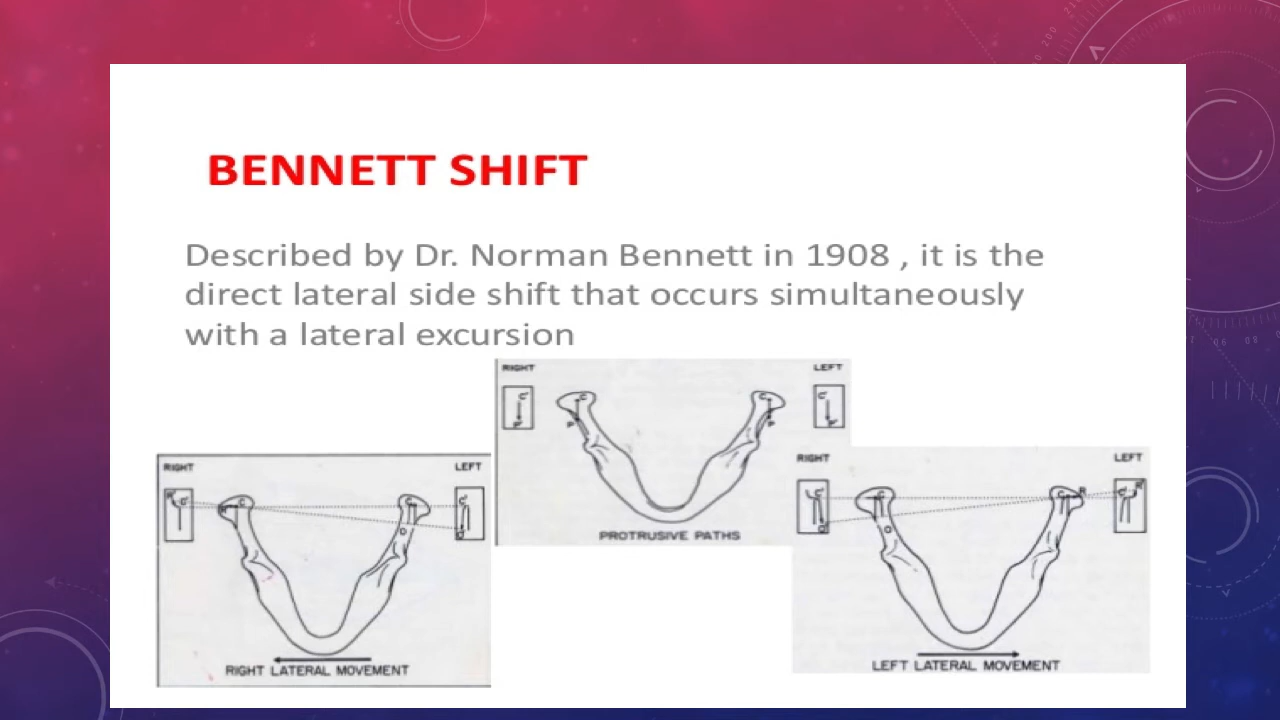 BENNETT SHIFT
Described by Dr. Norman Bennett in 1908 , it is the
direct lateral side shift that occurs simultaneously
with a lateral excursion
RIGHT
LEFT
C
C
P
P
PROTRUSIVE PATHS
RIGHT
LEFT
C
C
O
RIGHT LATERAL MOVEMENT
RIGHT
LEFT
C
C
O
LEFT LATERAL MOVEMENT